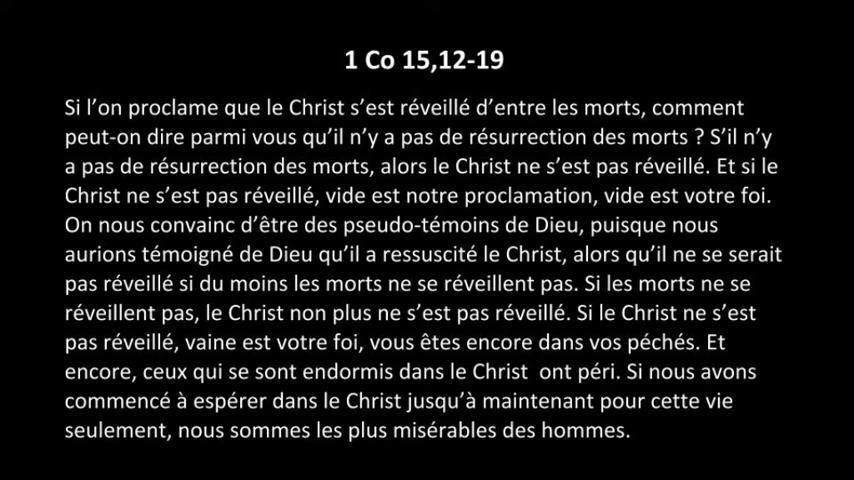 1 Co 15,12-19
Si l’on proclame que le Christ s’est réveillé d’entre les morts, comment
peut-on dire parmi vous qu’il n’y a pas de résurrection des morts ? S’il n’y
a pas de résurrection des morts, alors le Christ ne s’est pas réveillé. Et si le
Christ ne s’est pas réveillé, vide est notre proclamation, vide est votre foi.
On nous convainc d’être des pseudo-témoins de Dieu, puisque nous
aurions témoigné de Dieu qu’il a ressuscité le Christ, alors qu’il ne se serait
pas réveillé si du moins les morts ne se réveillent pas. Si les morts ne se
réveillent pas, le Christ non plus ne s’est pas réveillé. Si le Christ ne s’est
pas réveillé, vaine est votre foi, vous êtes encore dans vos péchés. Et
encore, ceux qui se sont endormis dans le Christ  ont péri. Si nous avons
commencé à espérer dans le Christ jusqu’à maintenant pour cette vie
seulement, nous sommes les plus misérables des hommes.